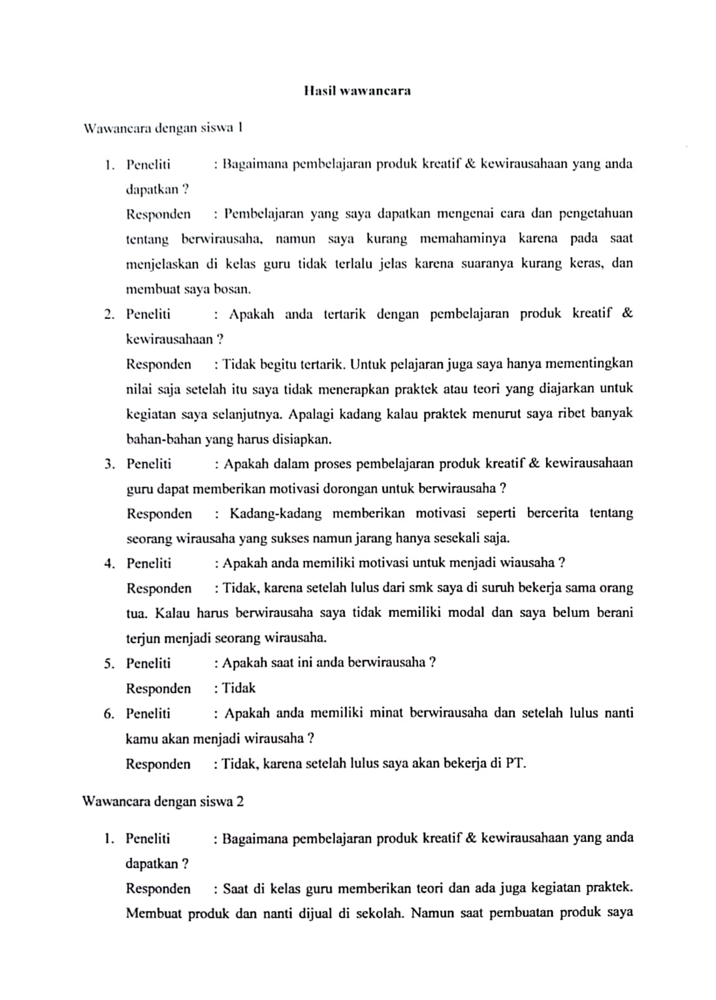 Hasil wawancara
Wawancara dengan siswa 1
1. Peneliti : Bagaimana pembelajaran produk kreatif & kewirausahaan yang anda
dapatkan ?
Responden : Pembelajaran yang saya dapatkan mengenai cara dan pengetahuan
tentang berwirausaha, namun saya kurang memahaminya karena pada saat
menjelaskan di kelas guru tidak terlalu jelas karena suaranya kurang keras, dan
membuat saya bosan.
2. Peneliti : Apakah anda tertarik dengan pembelajaran produk kreatif &
kewirausahaan ?
Responden : Tidak begitu tertarik. Untuk pelajaran juga saya hanya mementingkan
nilai saja setelah itu saya tidak menerapkan praktek atau teori yang diajarkan untuk
kegiatan saya selanjutnya. Apalagi kadang kalau praktek menurut saya ribet banyak
bahan-bahan yang harus disiapkan.
3. Peneliti : Apakah dalam proses pembelajaran produk kreatif & kewirausahaan
guru dapat memberikan motivasi dorongan untuk berwirausaha ?
Responden : Kadang-kadang memberikan motivasi seperti bercerita tentang
seorang wirausaha yang sukses namun jarang hanya sesekali saja.
4. Peneliti : Apakah anda memiliki motivasi untuk menjadi wiausaha ?
Responden : Tidak, karena setelah lulus dari smk saya di suruh bekerja sama orang
tua. Kalau harus berwirausaha saya tidak memiliki modal dan saya belum berani
terjun menjadi seorang wirausaha.
5. Peneliti : Apakah saat ini anda berwirausaha ?
Responden : Tidak
6. Peneliti : Apakah anda memiliki minat berwirausaha dan setelah lulus nanti
kamu akan menjadi wirausaha ?
Responden : Tidak, karena setelah lulus saya akan bekerja di PT.
Wawancara dengan siswa 2
1. Peneliti : Bagaimana pembelajaran produk kreatif & kewirausahaan yang anda
dapatkan ?
Responden : Saat di kelas guru memberikan teori dan ada juga kegiatan praktek.
Membuat produk dan nanti dijual di sekolah. Namun saat pembuatan produk saya